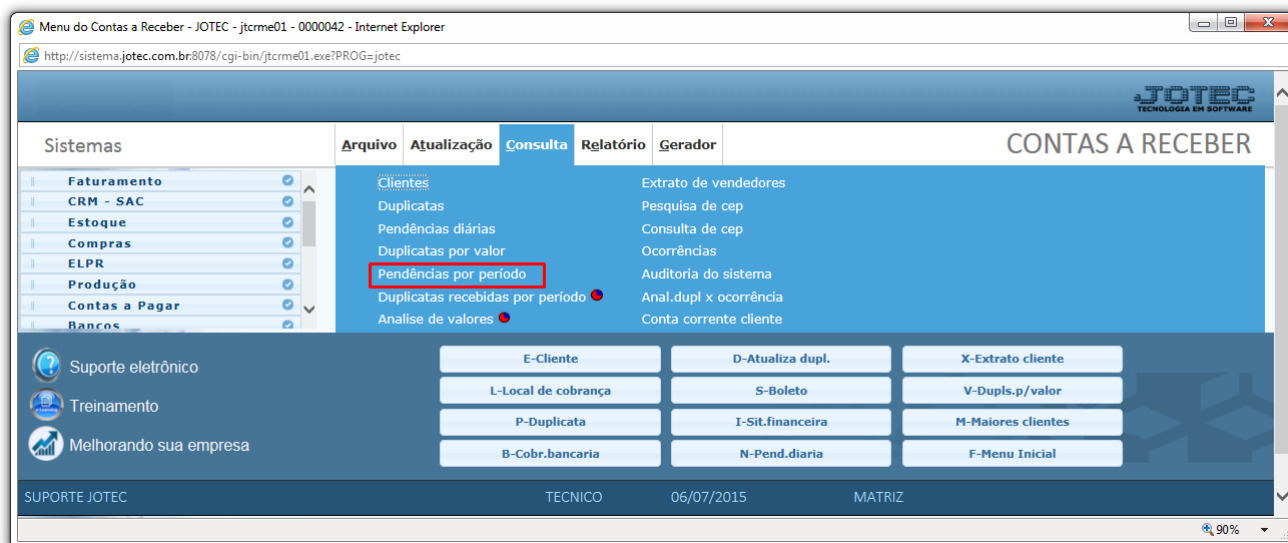 Menu do Contas a Receber - JOTEC - jtcrme01 - 0000042 - Internet Explorer
http://sistema.jotec.com.br:8078/cgi-bin/jtcrme01.exe?PROG=jotec
JOTEC
TECNOLOGIA EM SOFTWARE
Sistemas
Arquivo Atualização Consulta Relatório Gerador
CONTAS A RECEBER
Faturamento
CRM - SAC
Estoque
Compras
ELPR
Produção
Contas a Pagar
Bancos
Clientes
Duplicatas
Pendências diárias
Duplicatas por valor
Pendências por período
Duplicatas recebidas por período
Analise de valores
Extrato de vendedores
Pesquisa de cep
Consulta de cep
Ocorrências
Auditoria do sistema
Anal.dupl x ocorrência
Conta corrente cliente
Suporte eletrônico
Treinamento
Melhorando sua empresa
E-Cliente D-Atualiza dupl. X-Extrato cliente
L-Local de cobrança S-Boleto V-Dupls.p/valor
P-Duplicata I-Sit.financeira M-Maiores clientes
B-Cobr.bancaria N-Pend.diaria F-Menu Inicial
SUPORTE JOTEC TECNICO 06/07/2015 MATRIZ
90%